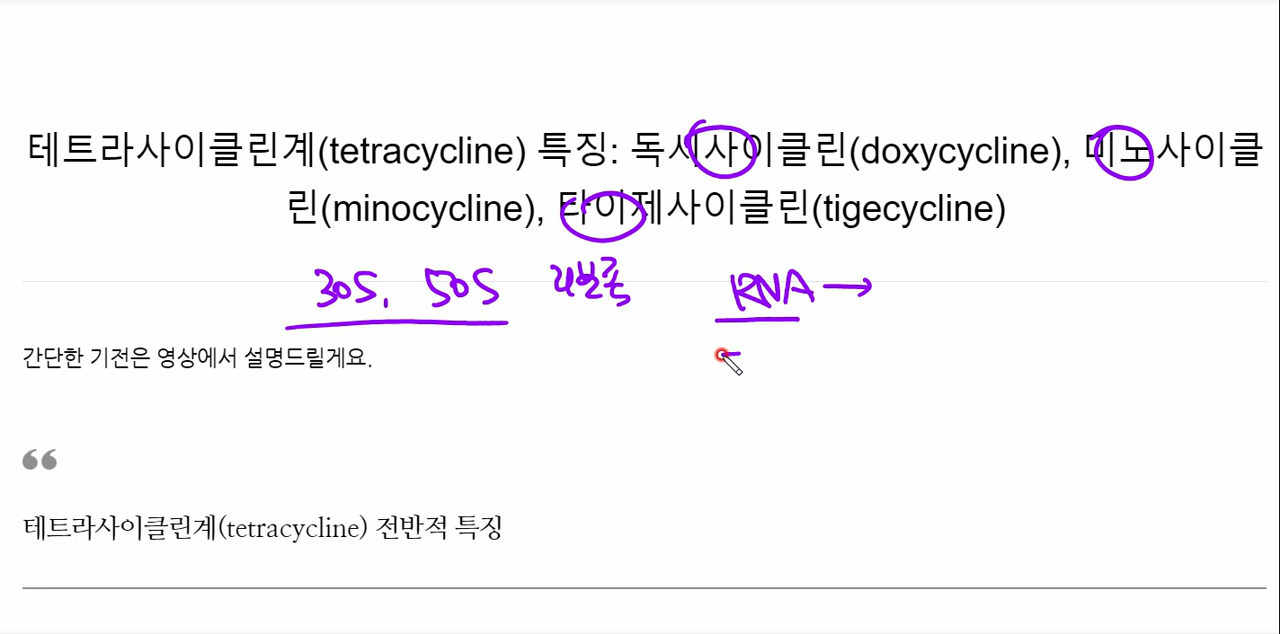 테트라사이클린계(tetracycline) 특징: 독시사이클린(doxycycline), 미노사이클
린(minocycline), 타이제사이클린(tigecycline)
30S, 50S 리보솜 RNA →
간단한 기전은 영상에서 설명드릴게요.
“
테트라사이클린계(tetracycline) 전반적 특징